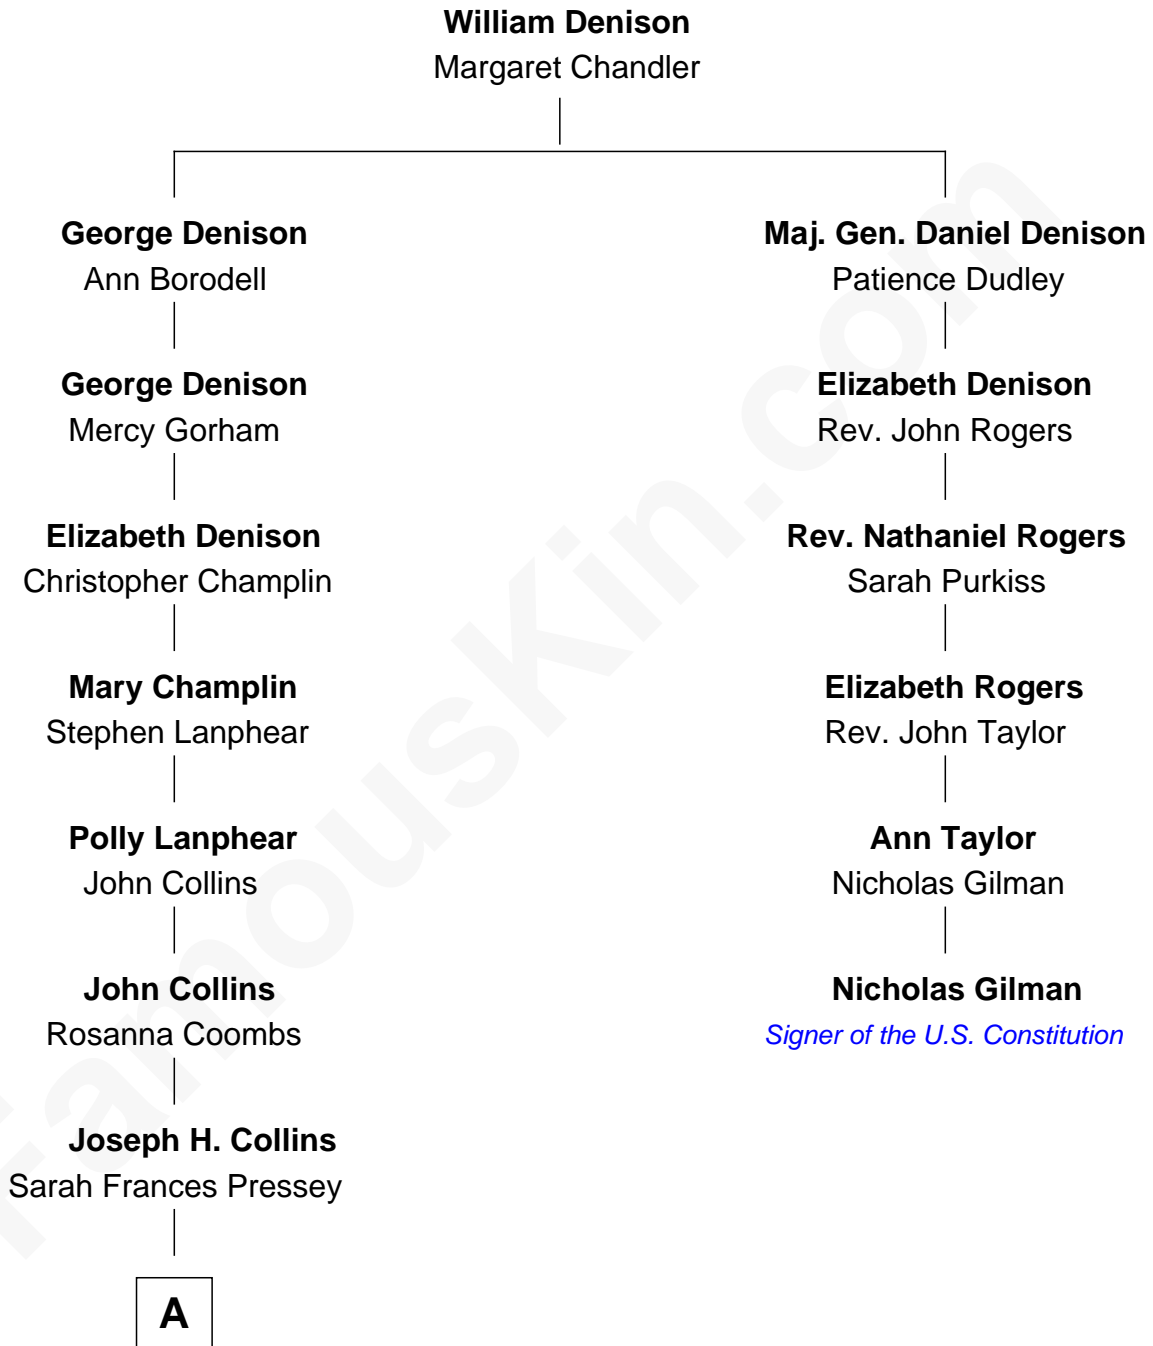 William Denison
Margaret Chandler
George Denison
Ann Borodell
George Denison
Mercy Gorham
Elizabeth Denison
Christopher Champlin
Mary Champlin
Stephen Lanphear
Polly Lanphear
John Collins
John Collins
Rosanna Coombs
Joseph H. Collins
Sarah Frances Pressey
A
Maj. Gen. Daniel Denison
Patience Dudley
Elizabeth Denison
Rev. John Rogers
Rev. Nathaniel Rogers
Sarah Purkiss
Elizabeth Rogers
Rev. John Taylor
Ann Taylor
Nicholas Gilman
Nicholas Gilman
Signer of the U.S. Constitution
FamousKin.com